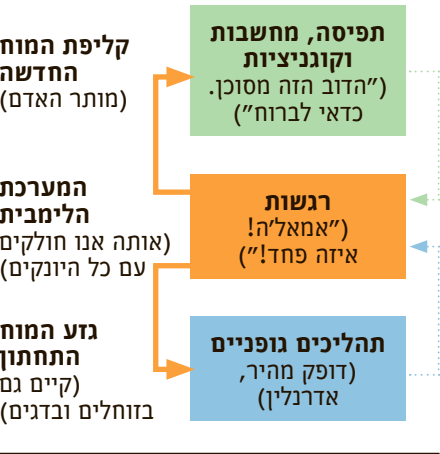 קליפת המוח
החדשה
(מותר האדם)
תפיסה, מחשבות
וקוגניציות
("הדוב הזה מסוכן.
כדאי לברוח")
המערכת
הלימבית
(אותה אנו חולקים
עם כל היונקים)
רגשות
("אמאל'ה!
איזה פחד!")
גזע המוח
התחתון
(קיים גם
בזוחלים ובדגים)
תהליכים גופניים
(דופק מהיר,
אדרנלין)